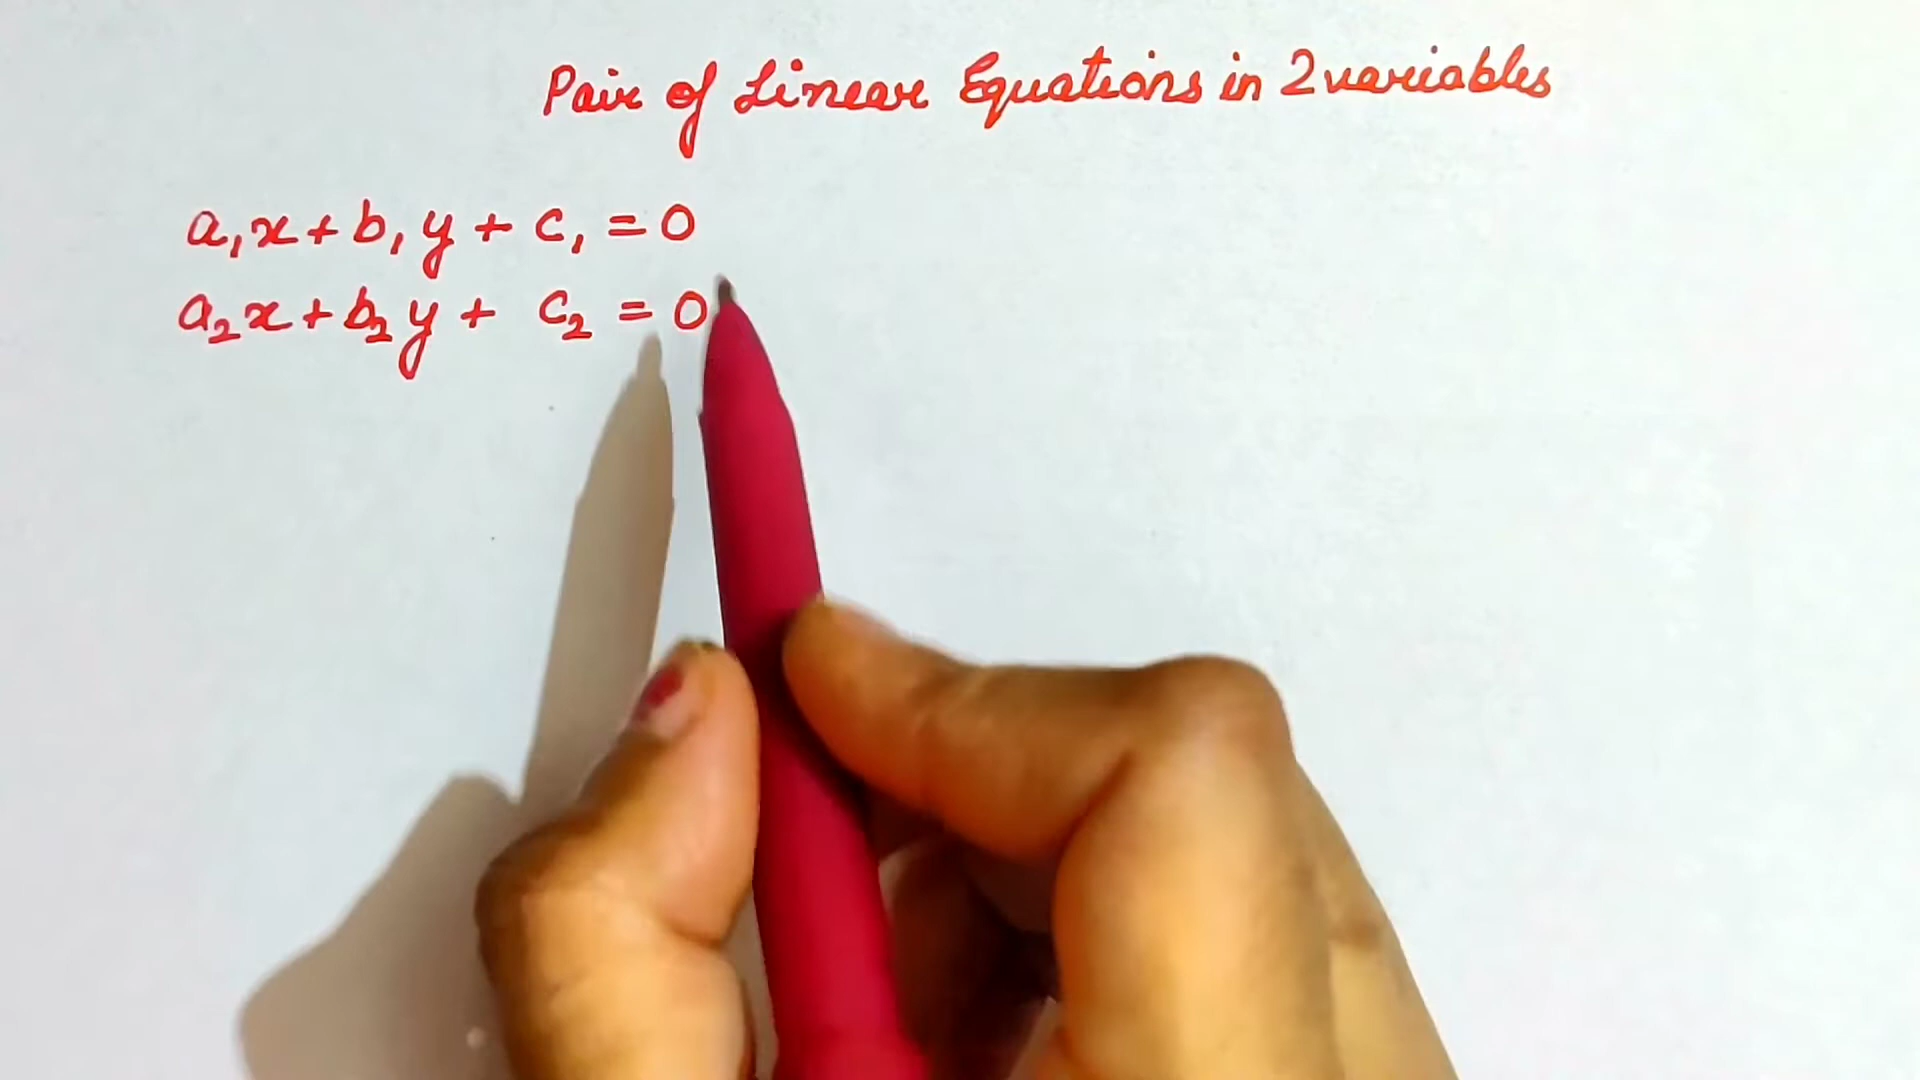 Pair of Linear Equations in 2 variables
a₁x + b₁y + c₁ = 0
a₂x + b₂y + c₂ = 0